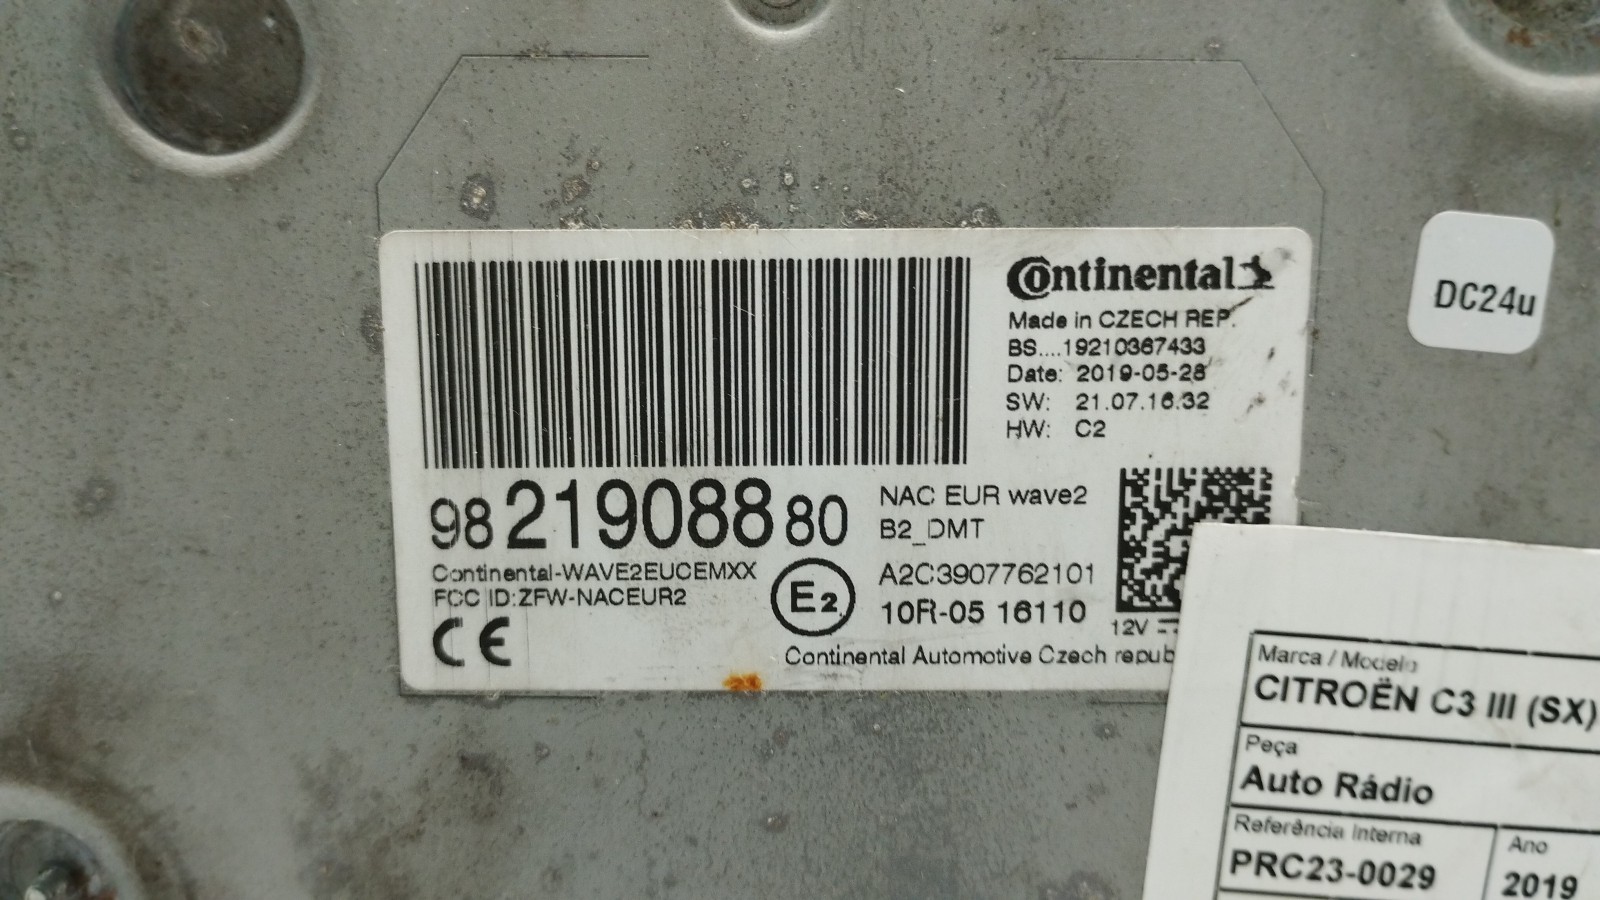 Continental
Made in CZECH REP.
BS....19210367433
Date: 2019-05-28
SW: 21.07.16.32
HW: C2
DC24u
98 21908880
NAC EUR wave2
B2_DMT
Continental-WAVE2EUCEMXX
FCC ID:ZFW-NACEUR2
E2
A2C3907762101
10R-05 16110
CE
12V
Continental Automotive Czech repub
Marca / Modelo
CITROËN C3 III (SX)
Peça
Auto Rádio
Referência Interna
PRC23-0029
Ano
2019